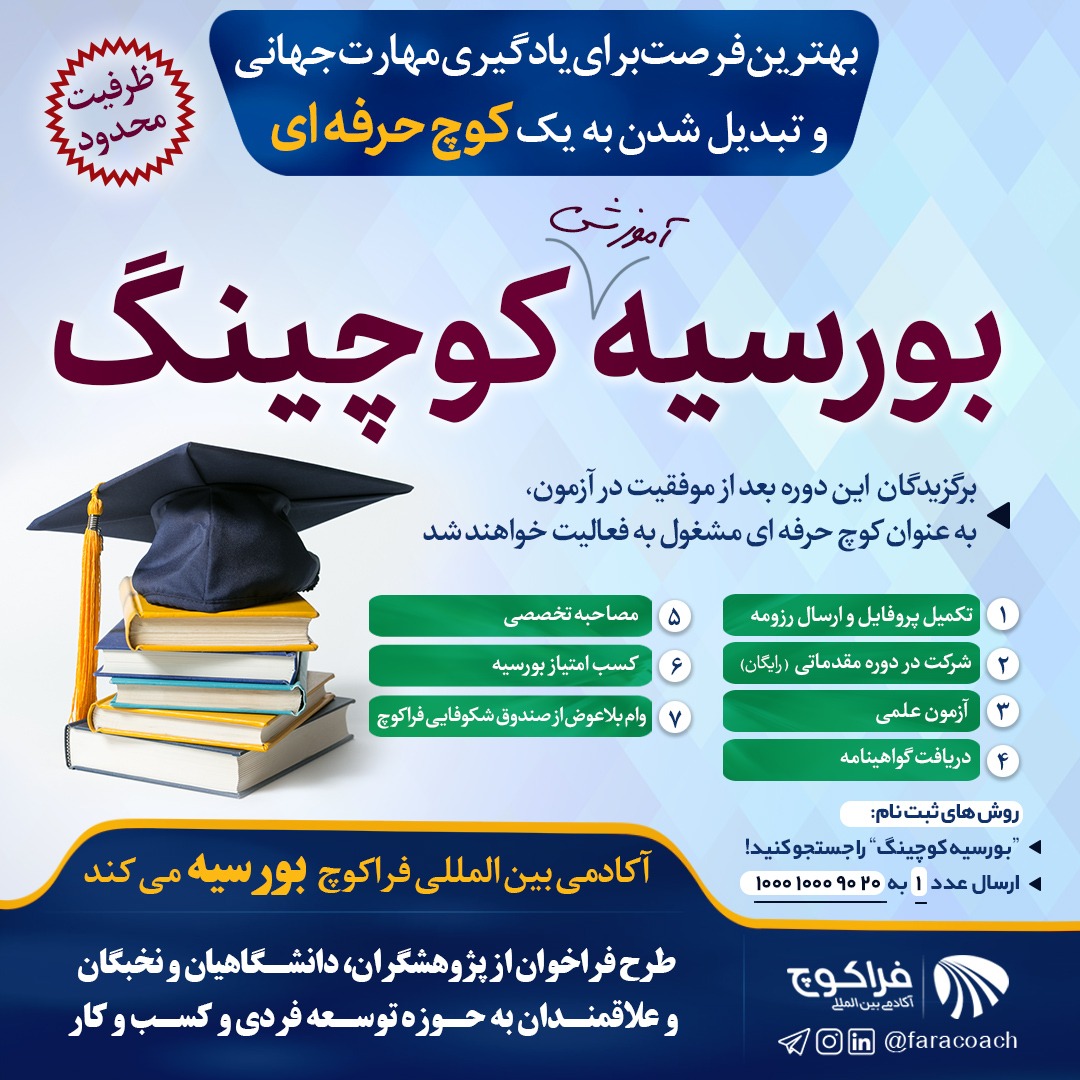 بهترین فرصت برای یادگیری مهارت جهانی
و تبدیل شدن به یک کوچ حرفه ای
ظرفیت
محدود
آموزشی
بورسیه کوچینگ
برگزیدگان این دوره بعد از موفقیت در آزمون،
به عنوان کوچ حرفه ای مشغول به فعالیت خواهند شد
۱ تکمیل پروفایل و ارسال رزومه
۲ شرکت در دوره مقدماتی (رایگان)
۳ آزمون علمی
۴ دریافت گواهینامه
۵ مصاحبه تخصصی
۶ کسب امتیاز بورسیه
۷ وام بلاعوض از صندوق شکوفایی فراکوچ
روش های ثبت نام:
"بورسیه کوچینگ" را جستجو کنید!
ارسال عدد ۱ به ۱۰۰۰ ۱۰۰۰ ۹۰ ۲۰
آکادمی بین المللی فراکوچ بورسیه می کند
طرح فراخوان از پژوهشگران، دانشگاهیان و نخبگان
و علاقمندان به حوزه توسعه فردی و کسب و کار
فراکوچ
آکادمی بین المللی
@faracoach